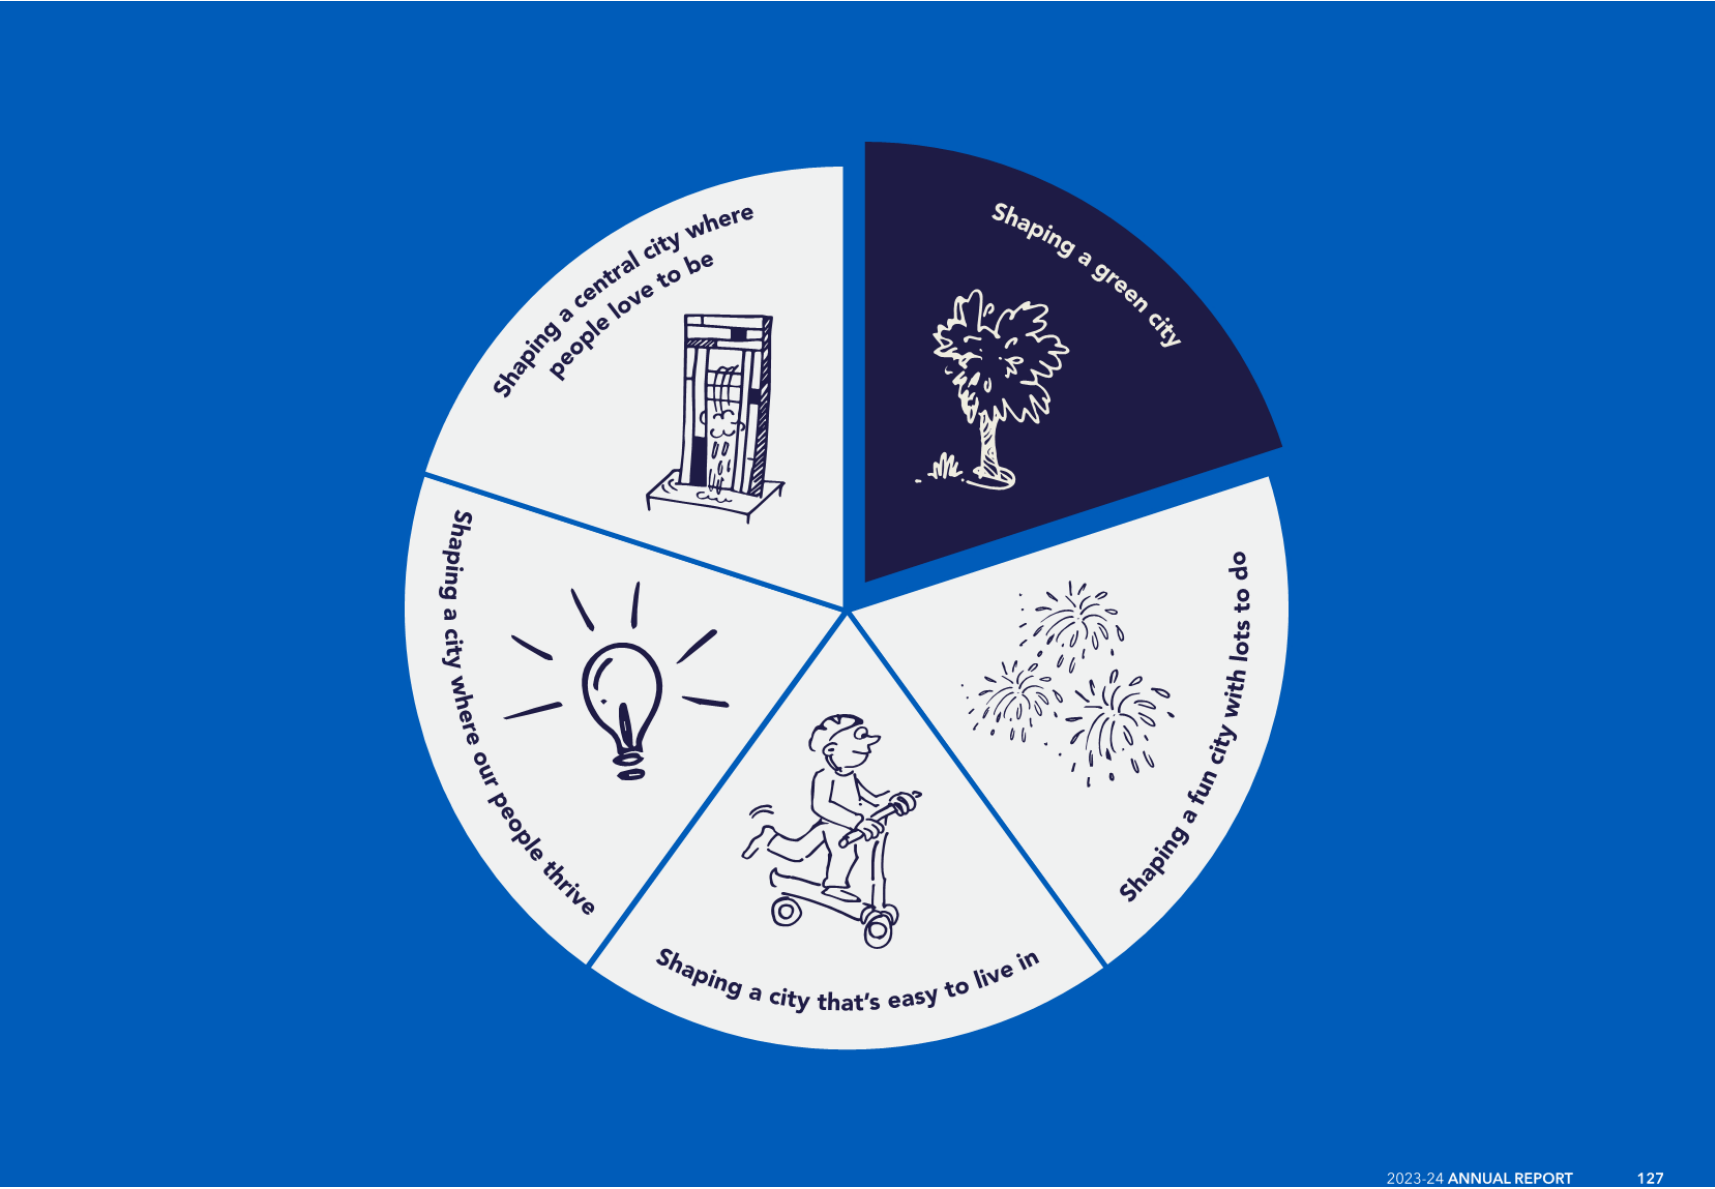 Shaping a central city where
people love to be
Shaping a green city
Shaping a fun city with lots to do
Shaping a city that's easy to live in
Shaping a city where our people thrive
2023-24 ANNUAL REPORT 127